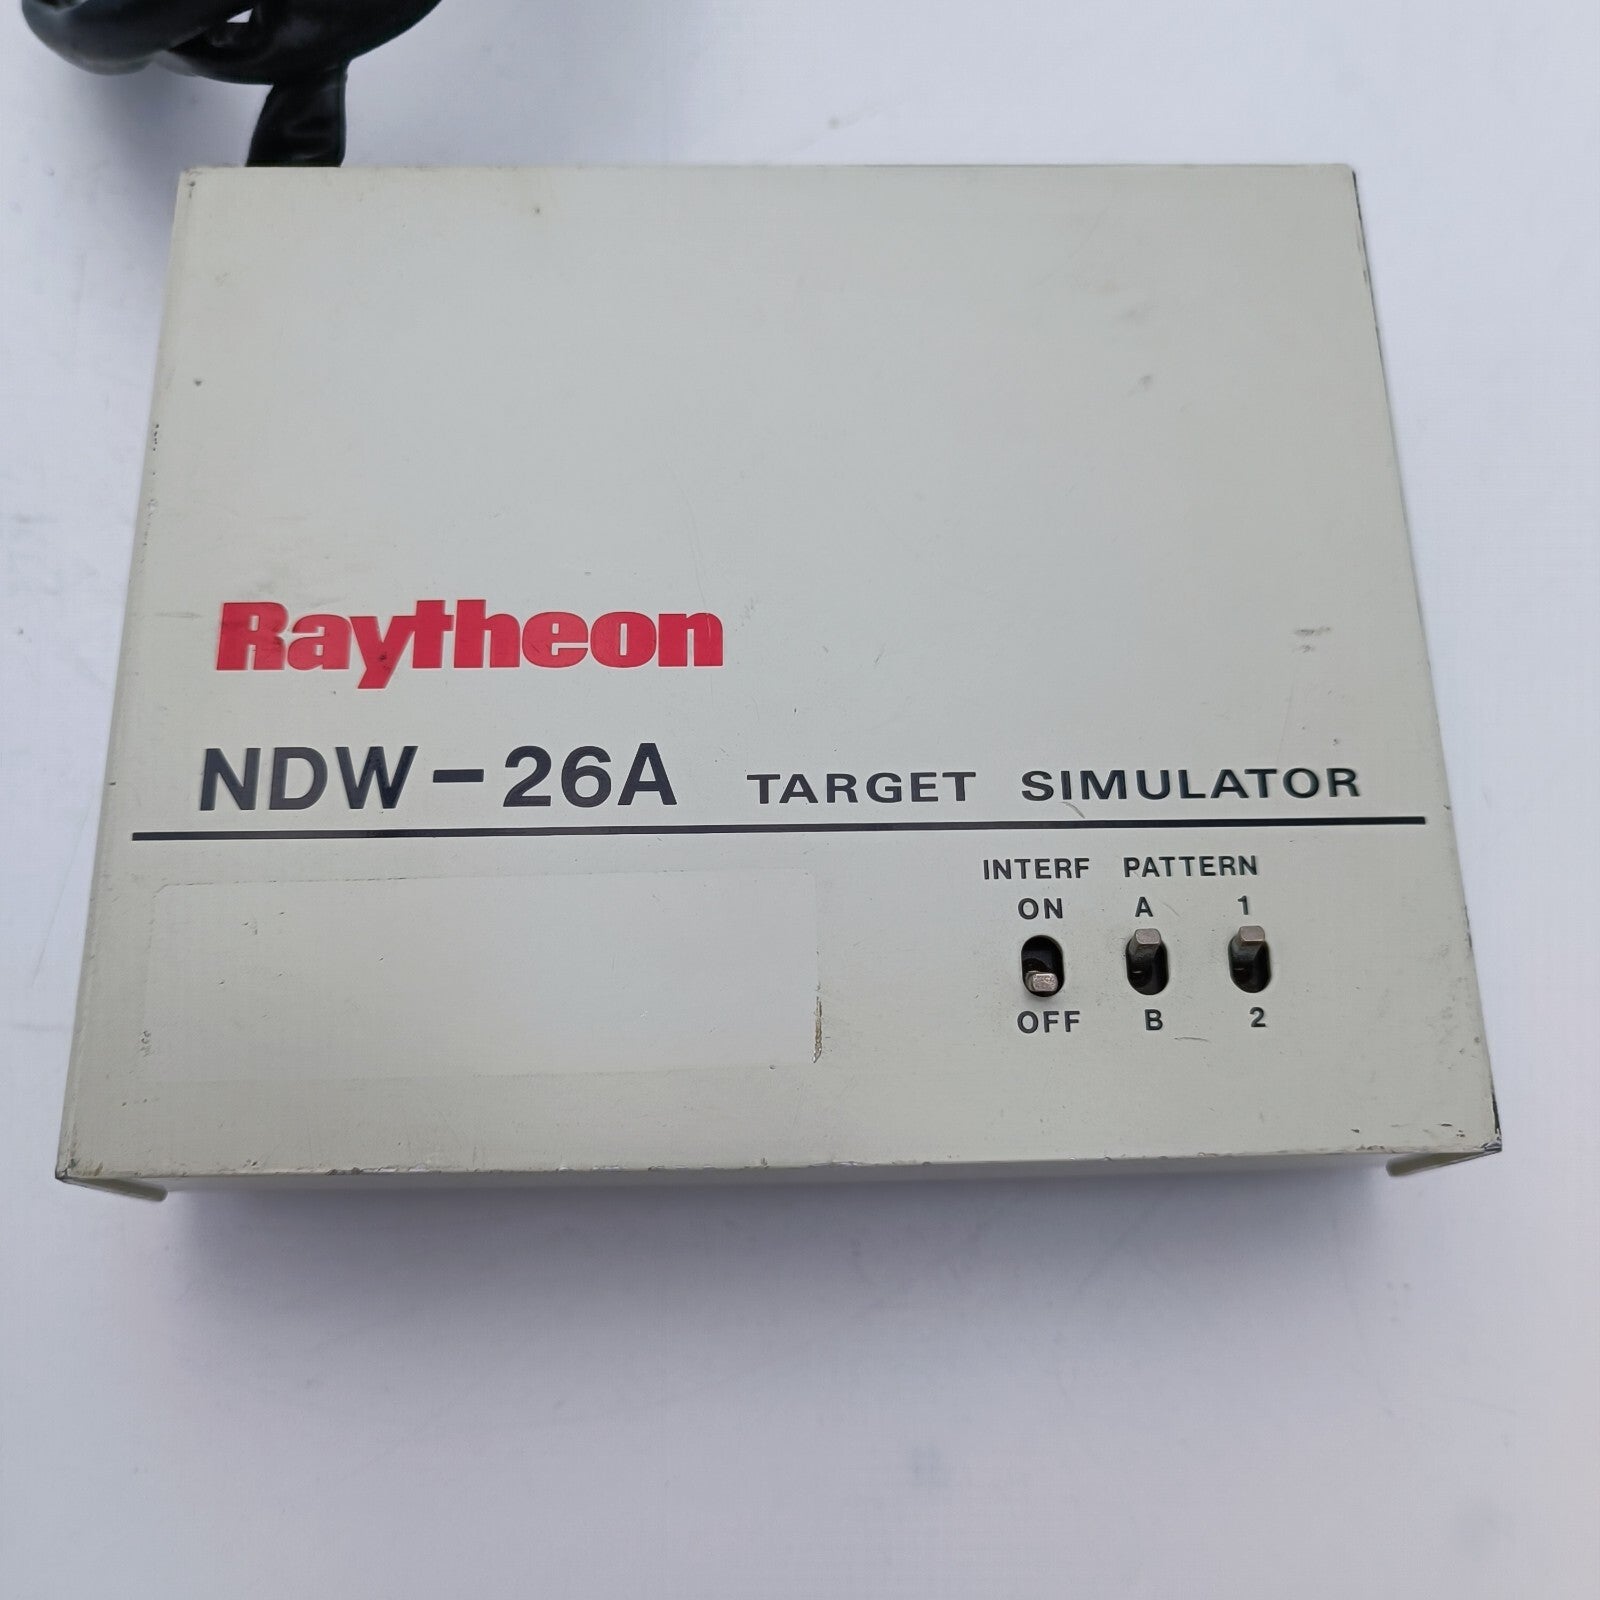 Raytheon
NDW-26A TARGET SIMULATOR
INTERF PATTERN
ON A 1
OFF B 2